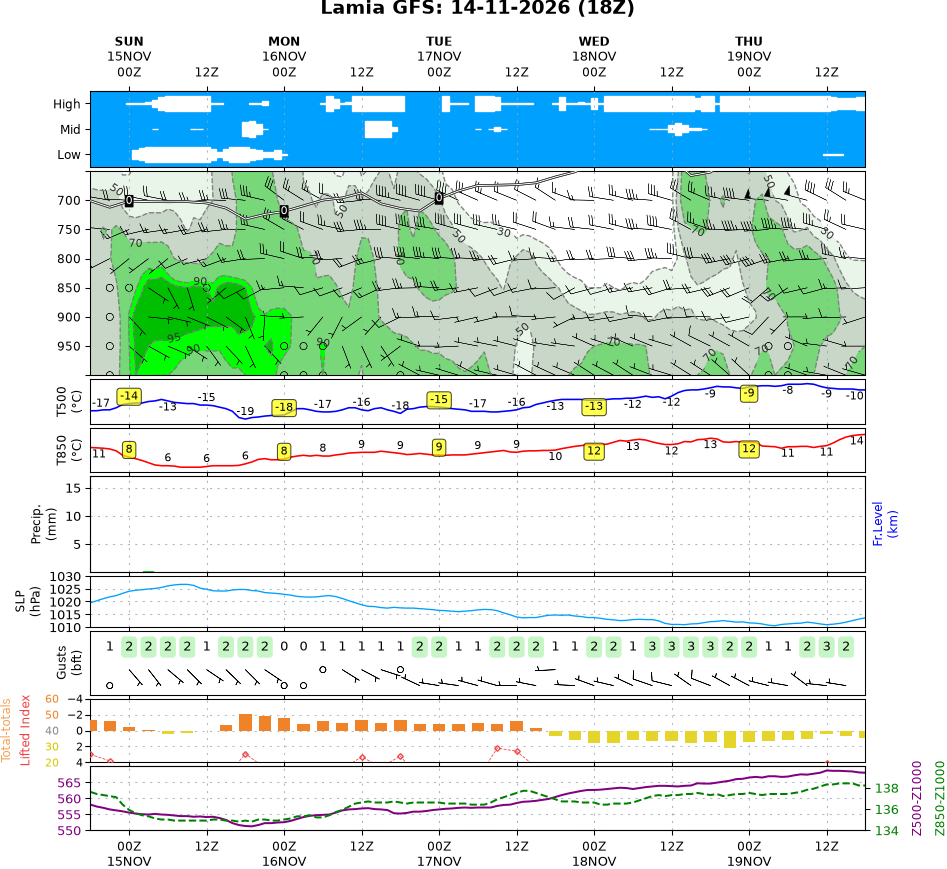 Lamia GFS: 14-11-2026 (18Z)
SUN MON TUE WED THU
15NOV 16NOV 17NOV 18NOV 19NOV
00Z 12Z 00Z 12Z 00Z 12Z 00Z 12Z 00Z 12Z
High
Mid
Low
700
750
800
850
900
950
0 0 0
50 50 50 30 50 30
70 70
90
95 90 90 50 70 70 70 70
T500 (°C)
-17 -14 -13 -15 -19 -18 -17 -16 -18 -15 -17 -16 -13 -13 -12 -12 -9 -9 -8 -9 -10
T850 (°C)
11 8 6 6 6 8 8 9 9 9 9 9 10 12 13 12 13 12 11 11 14
Precip. (mm)
15
10
5
Fr.Level (km)
SLP (hPa)
1030
1025
1020
1015
1010
Gusts (bft)
1 2 2 2 2 1 2 2 2 0 0 1 1 1 1 1 2 2 1 1 2 2 1 1 2 2 1 2 3 3 3 3 2 2 1 1 2 3 2
Total-totals
Lifted Index
60 −4
50 −2
40 0
30 2
20 4
565
560
555
550
138
136
134
Z500-Z1000
Z850-Z1000
00Z 12Z 00Z 12Z 00Z 12Z 00Z 12Z 00Z 12Z
15NOV 16NOV 17NOV 18NOV 19NOV